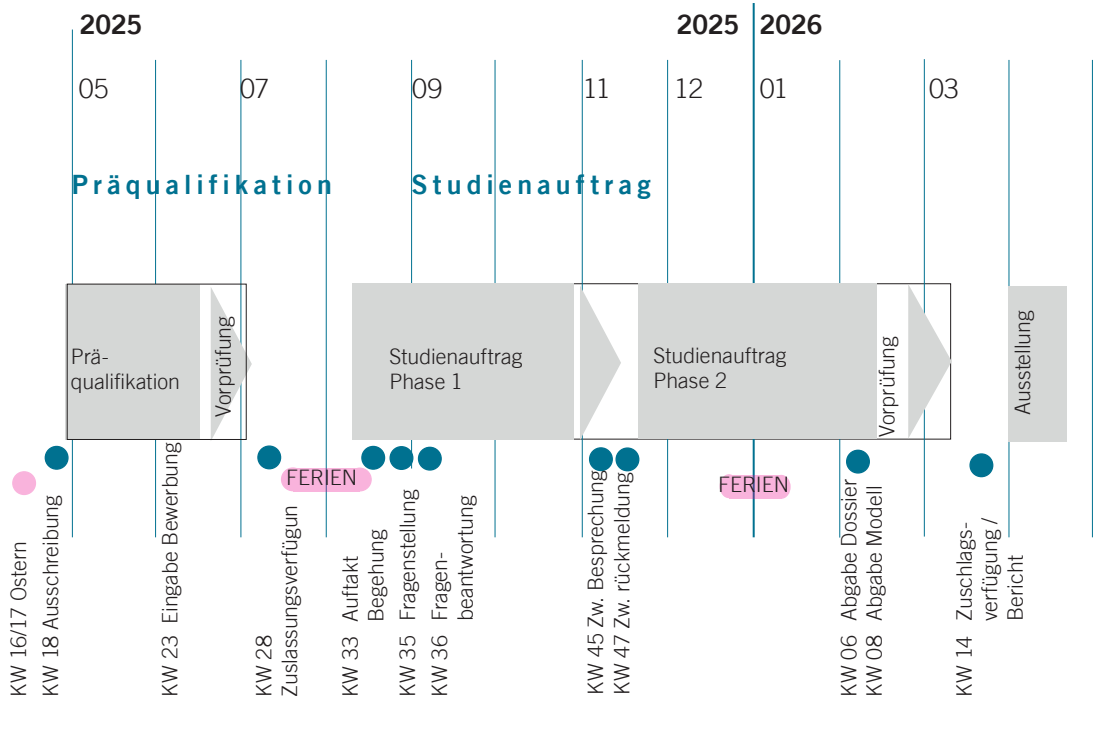 2025
2025
2026
05
07
09
11
12
01
03
Präqualifikation
Studienauftrag
Prä-
qualifikation
Vorprüfung
Studienauftrag
Phase 1
Studienauftrag
Phase 2
Vorprüfung
Ausstellung
FERIEN
FERIEN
KW 16/17 Ostern
KW 18 Ausschreibung
KW 23 Eingabe Bewerbung
KW 28
Zuslassungsverfügun
KW 33 Auftakt
Begehung
KW 35 Fragenstellung
KW 36 Fragen-
beantwortung
KW 45 Zw. Besprechung
KW 47 Zw. rückmeldung
KW 06 Abgabe Dossier
KW 08 Abgabe Modell
KW 14 Zuschlags-
verfügung /
Bericht